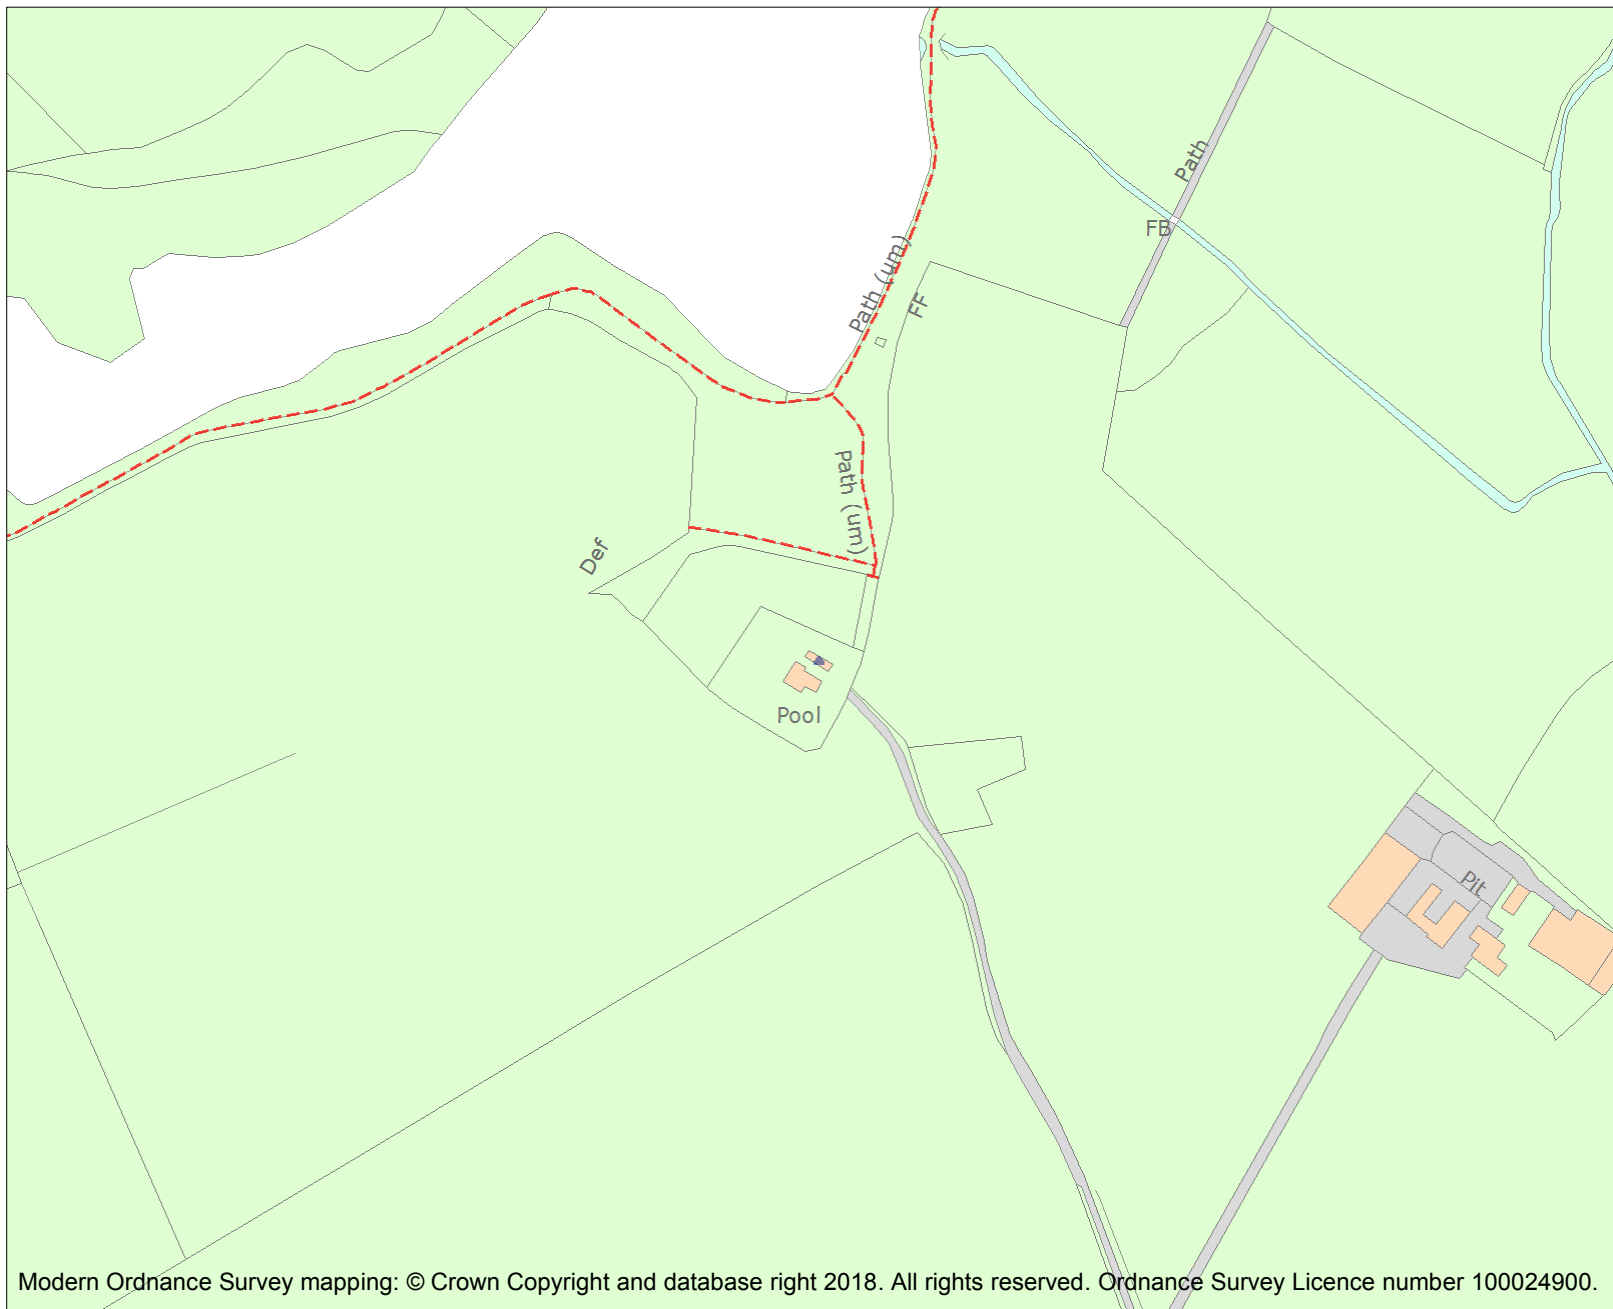 Path
FB
Path (um)
FF
Path (um)
Def
Pool
Pit
Modern Ordnance Survey mapping: © Crown Copyright and database right 2018. All rights reserved. Ordnance Survey Licence number 100024900.